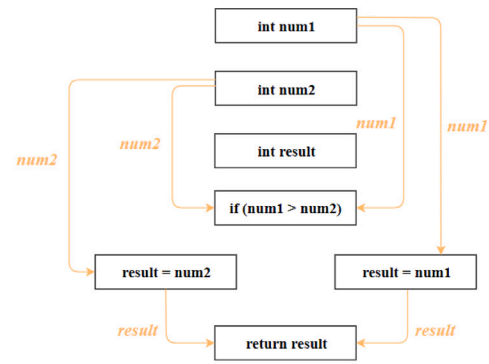 int num1
int num2
num1
num1
num2
num2
int result
if (num1 > num2)
result = num2
result = num1
result
result
return result